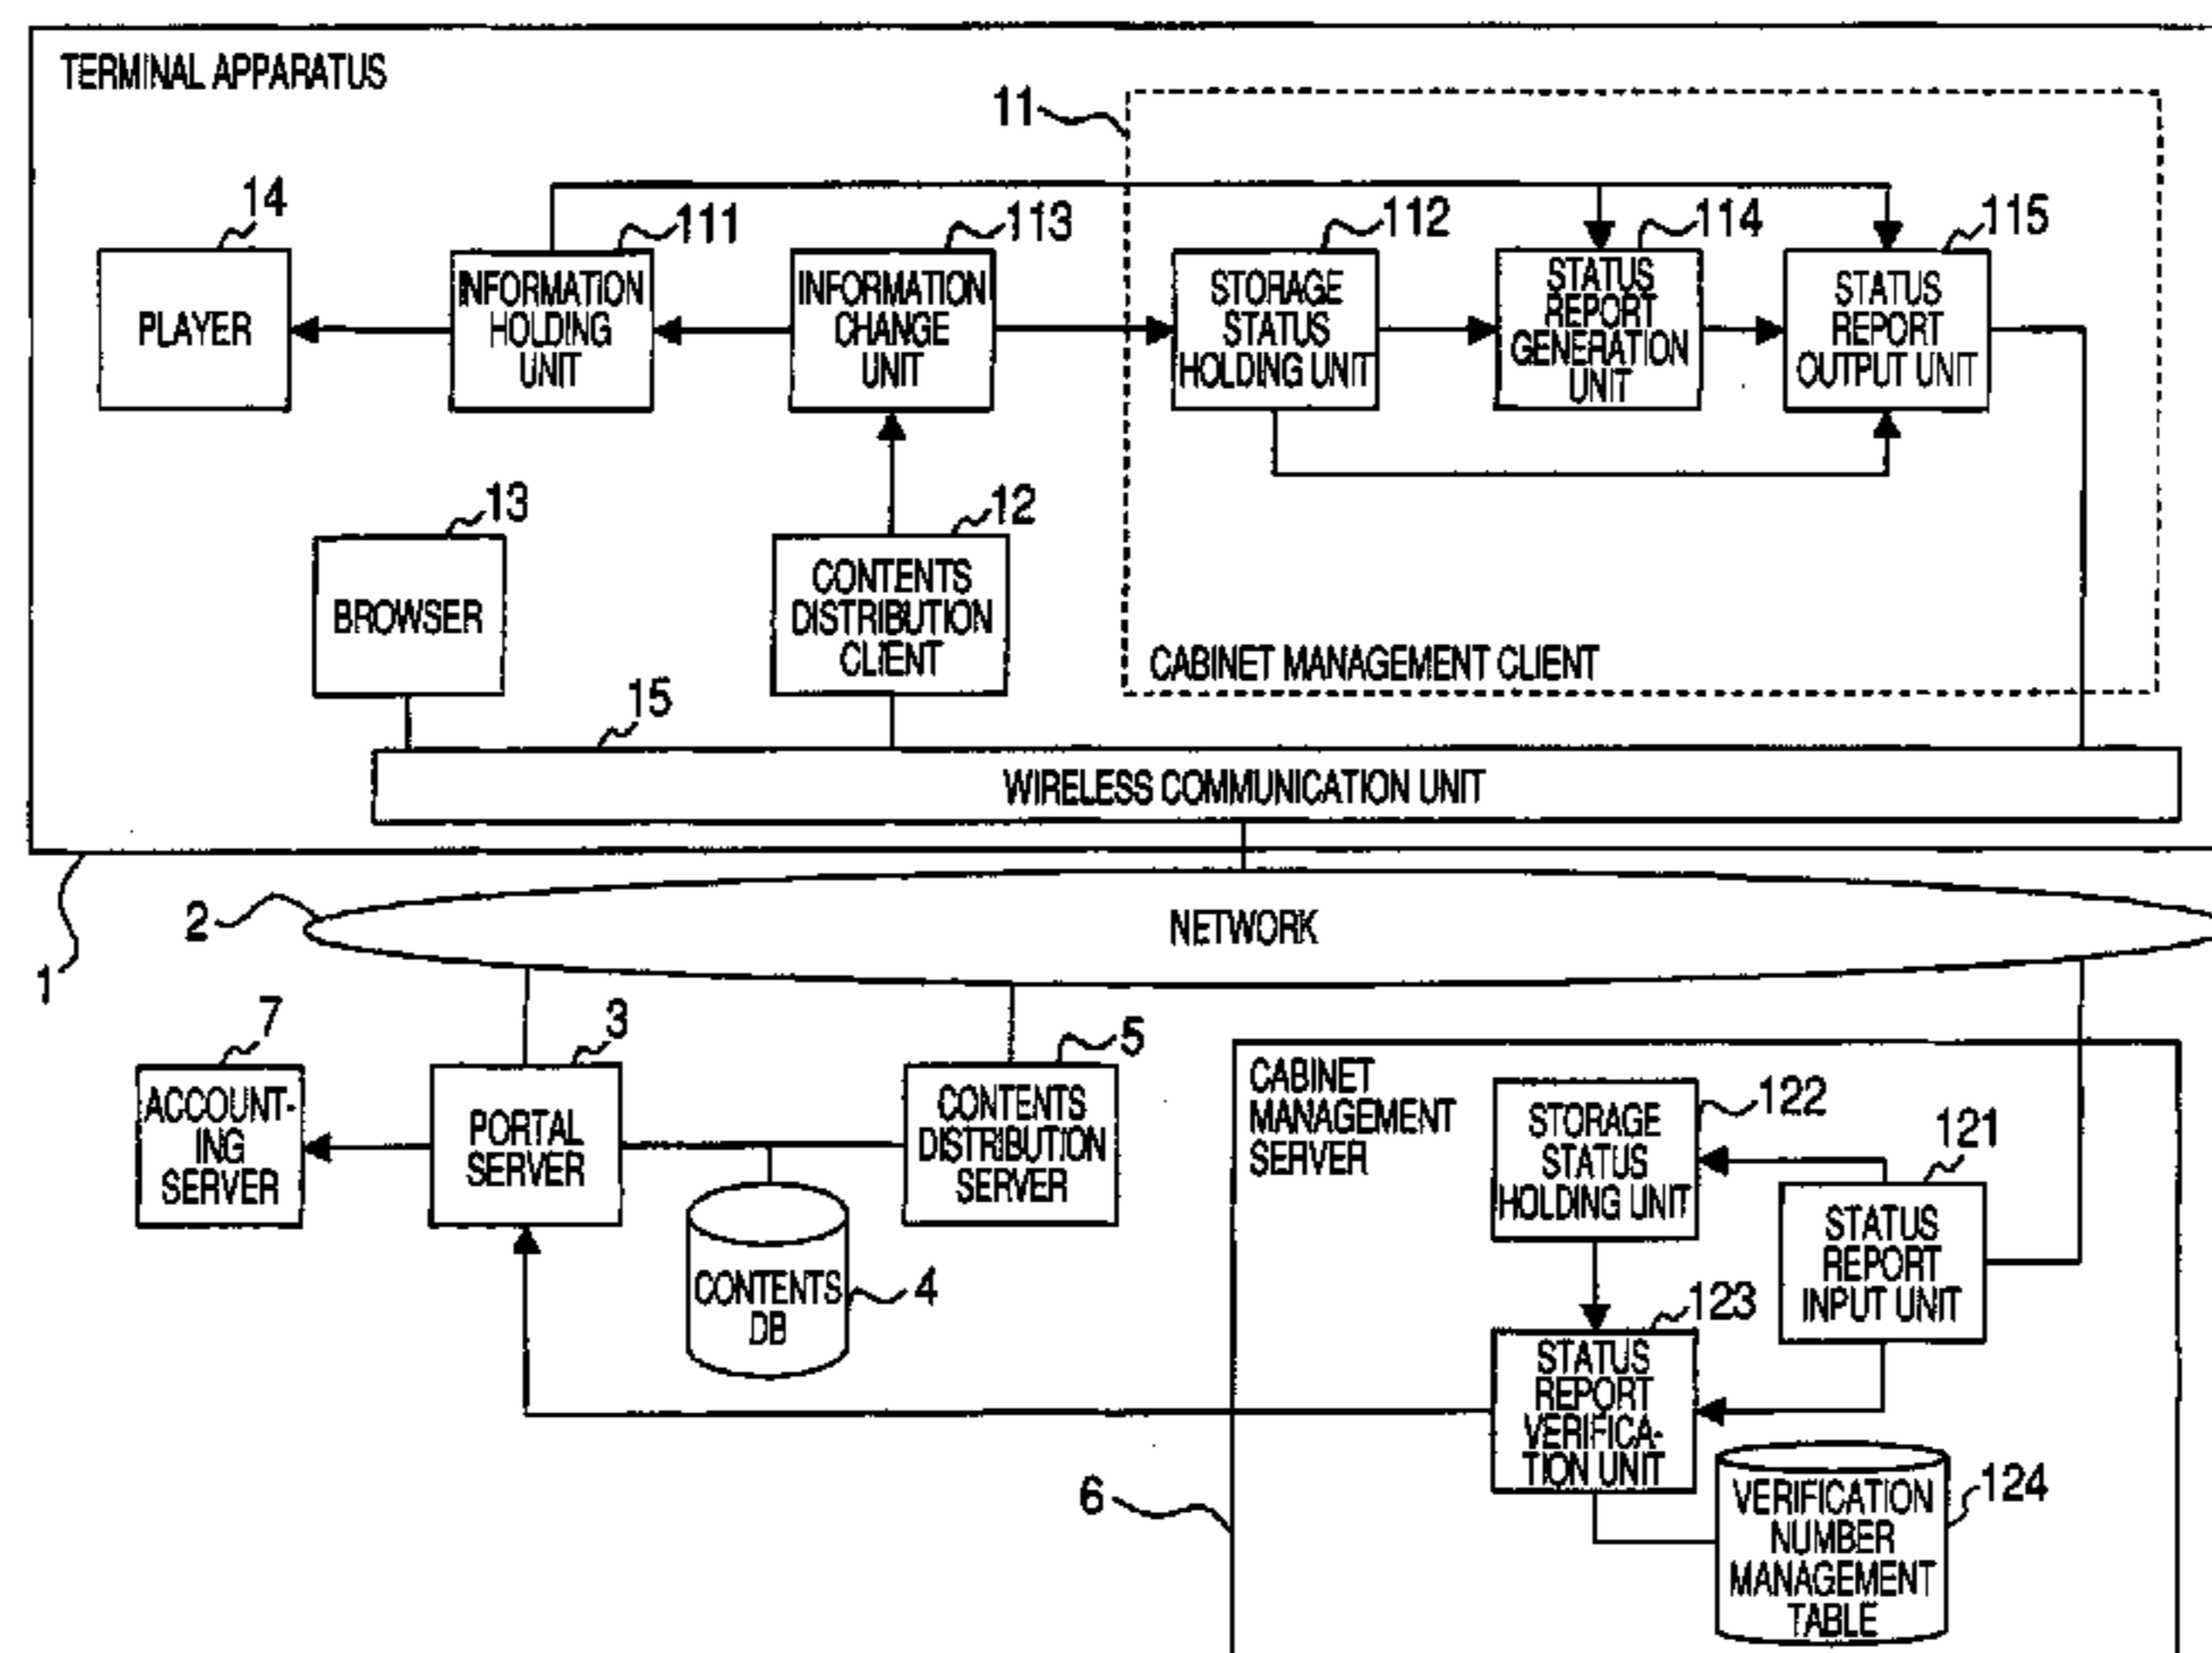 TERMINAL APPARATUS
11
14
111
113
112
114
115
PLAYER
INFORMATION
HOLDING
UNIT
INFORMATION
CHANGE
UNIT
STORAGE
STATUS
HOLDING UNIT
STATUS
REPORT
GENERATION
UNIT
STATUS
REPORT
OUTPUT UNIT
13
12
BROWSER
CONTENTS
DISTRIBUTION
CLIENT
CABINET MANAGEMENT CLIENT
15
WIRELESS COMMUNICATION UNIT
2
NETWORK
1
7
3
5
ACCOUNT-
ING
SERVER
PORTAL
SERVER
CONTENTS
DISTRIBUTION
SERVER
CONTENTS
DB
4
CABINET
MANAGEMENT
SERVER
122
STORAGE
STATUS
HOLDING UNIT
121
STATUS
REPORT
INPUT UNIT
123
STATUS
REPORT
VERIFICA-
TION UNIT
6
124
VERIFICATION
NUMBER
MANAGEMENT
TABLE